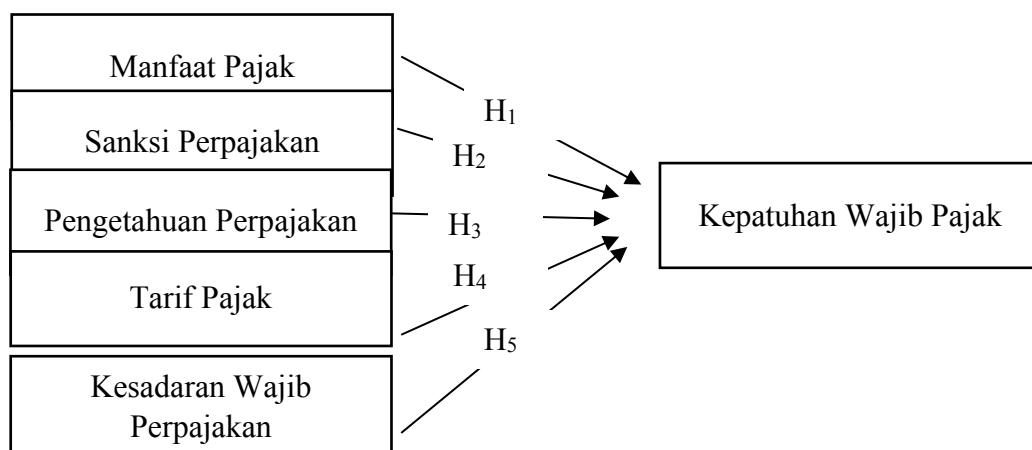 Manfaat Pajak
H₁
Sanksi Perpajakan
H₂
Pengetahuan Perpajakan
H₃
Kepatuhan Wajib Pajak
Tarif Pajak
H₄
H₅
Kesadaran Wajib
Perpajakan